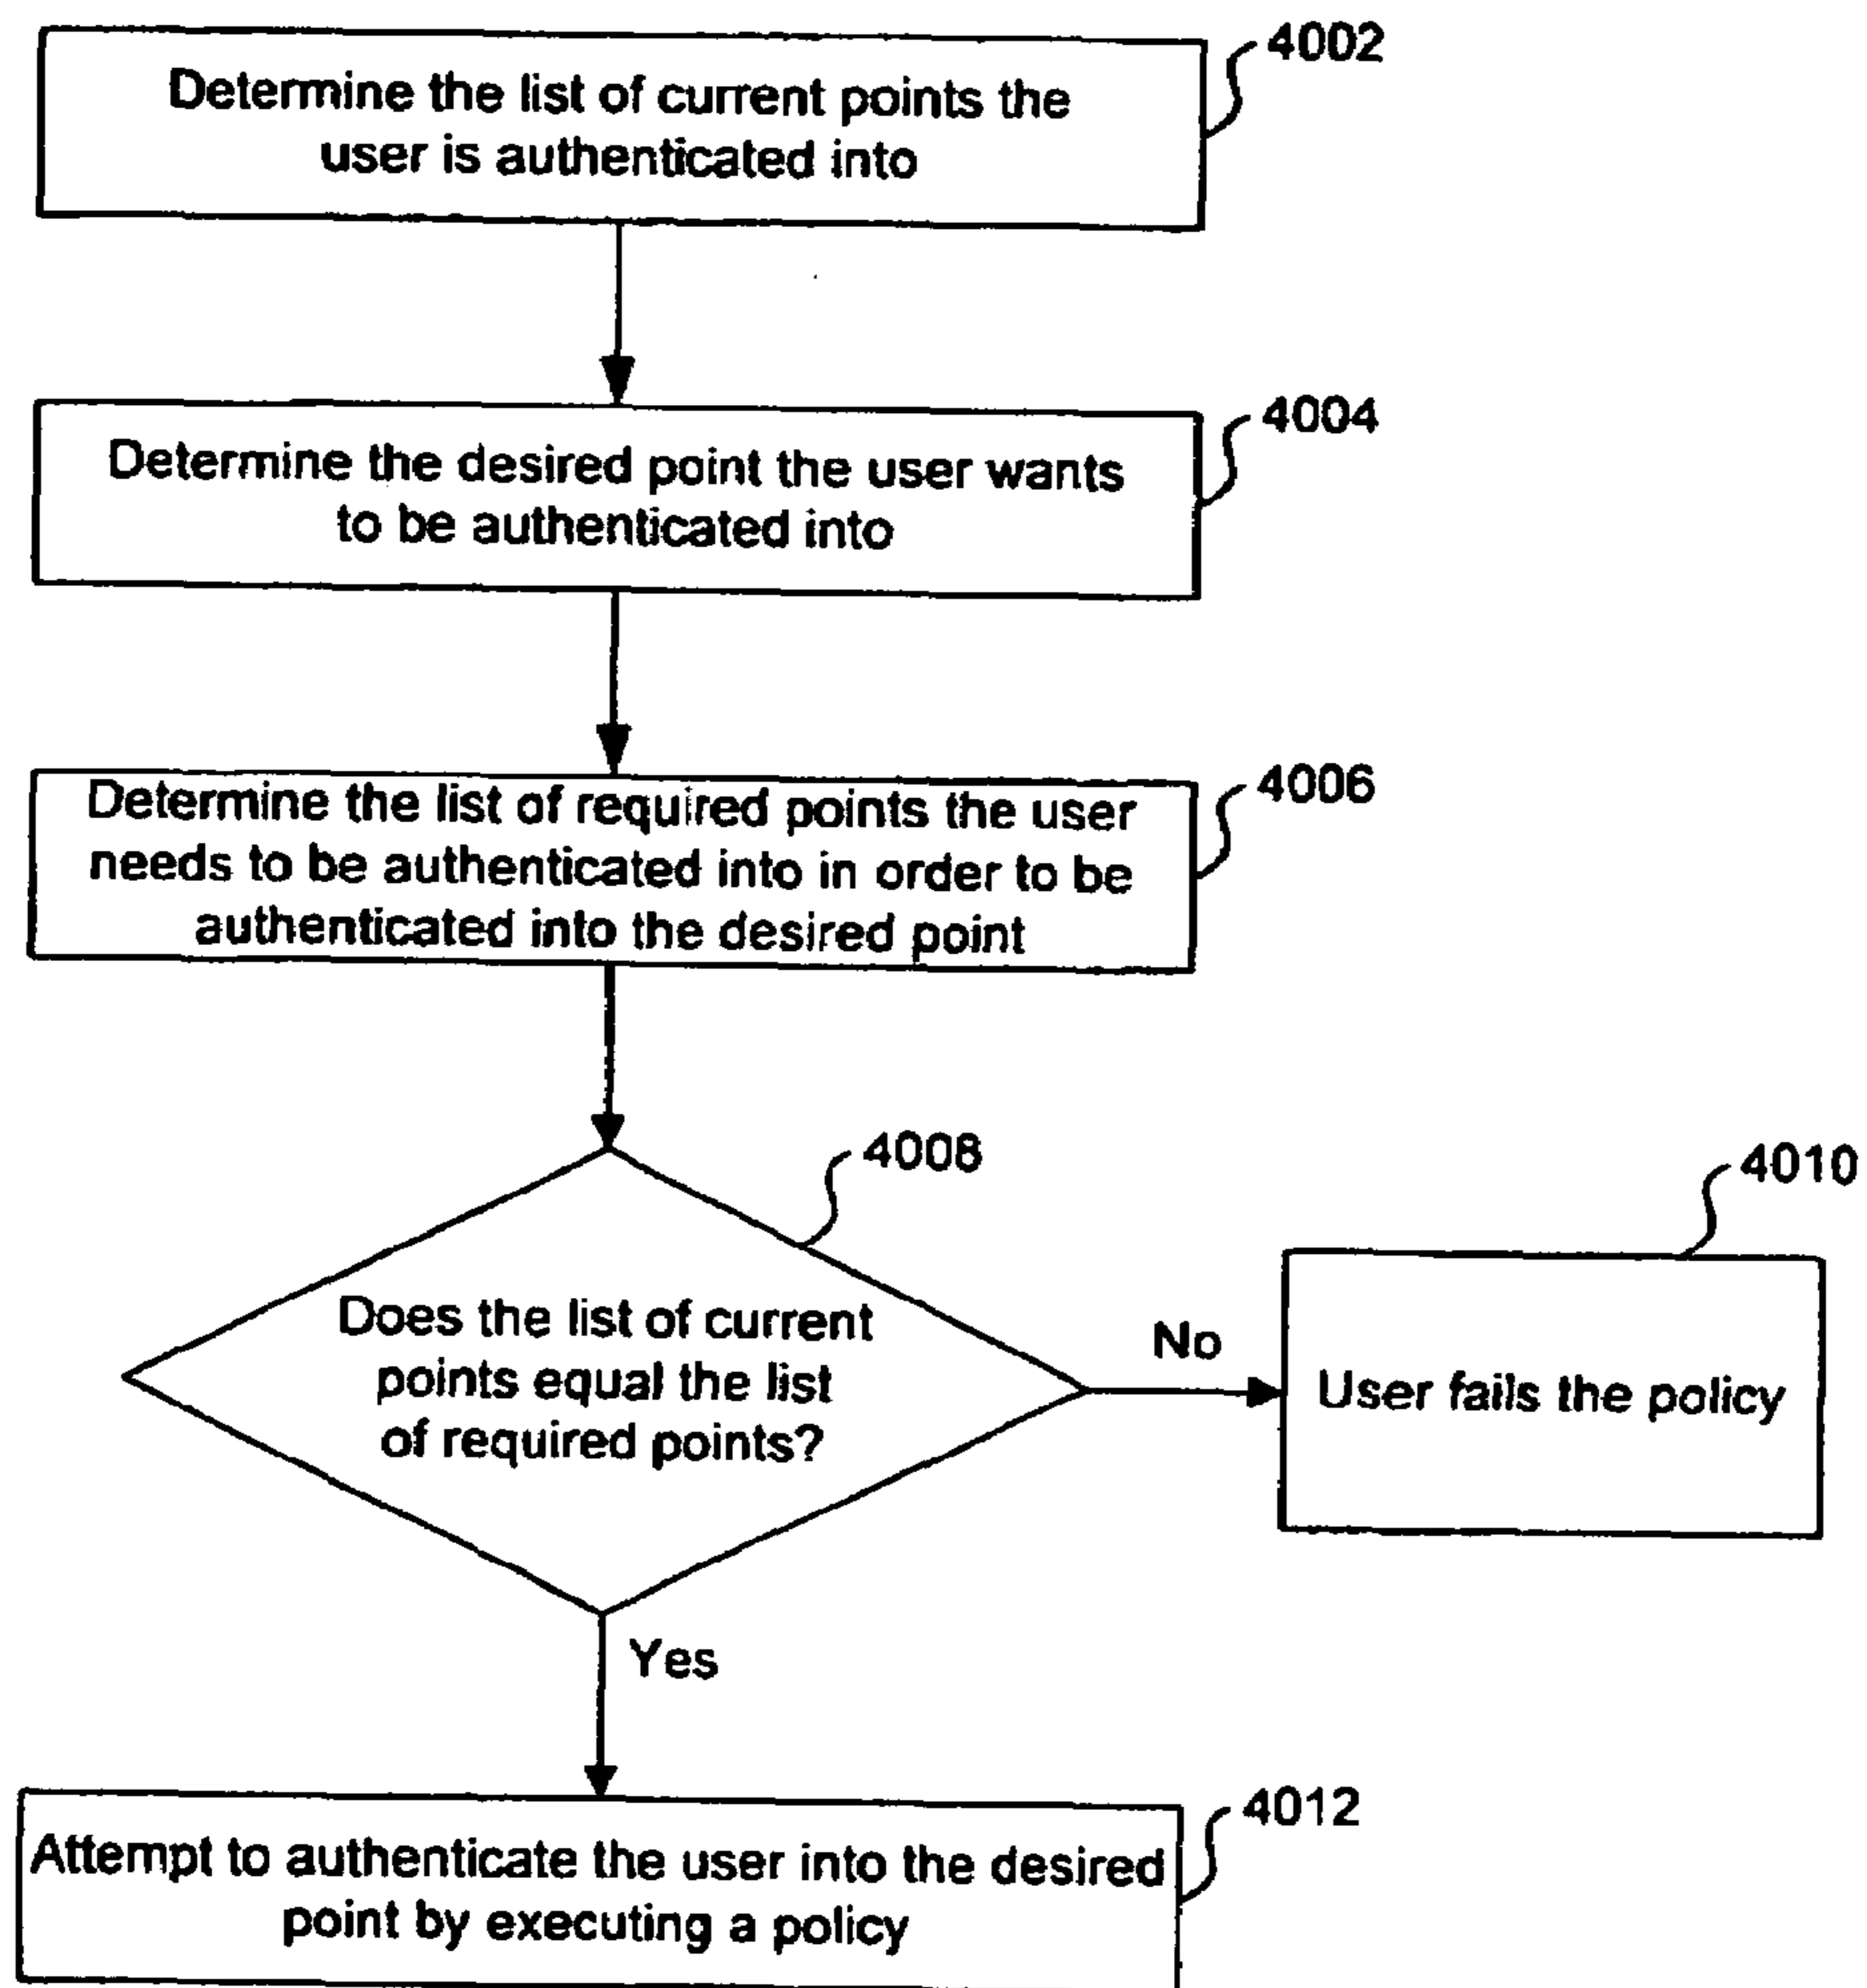 4002
Determine the list of current points the
user is authenticated into
4004
Determine the desired point the user wants
to be authenticated into
4006
Determine the list of required points the user
needs to be authenticated into in order to be
authenticated into the desired point
4008
4010
Does the list of current
points equal the list
of required points?
No
User fails the policy
Yes
4012
Attempt to authenticate the user into the desired
point by executing a policy